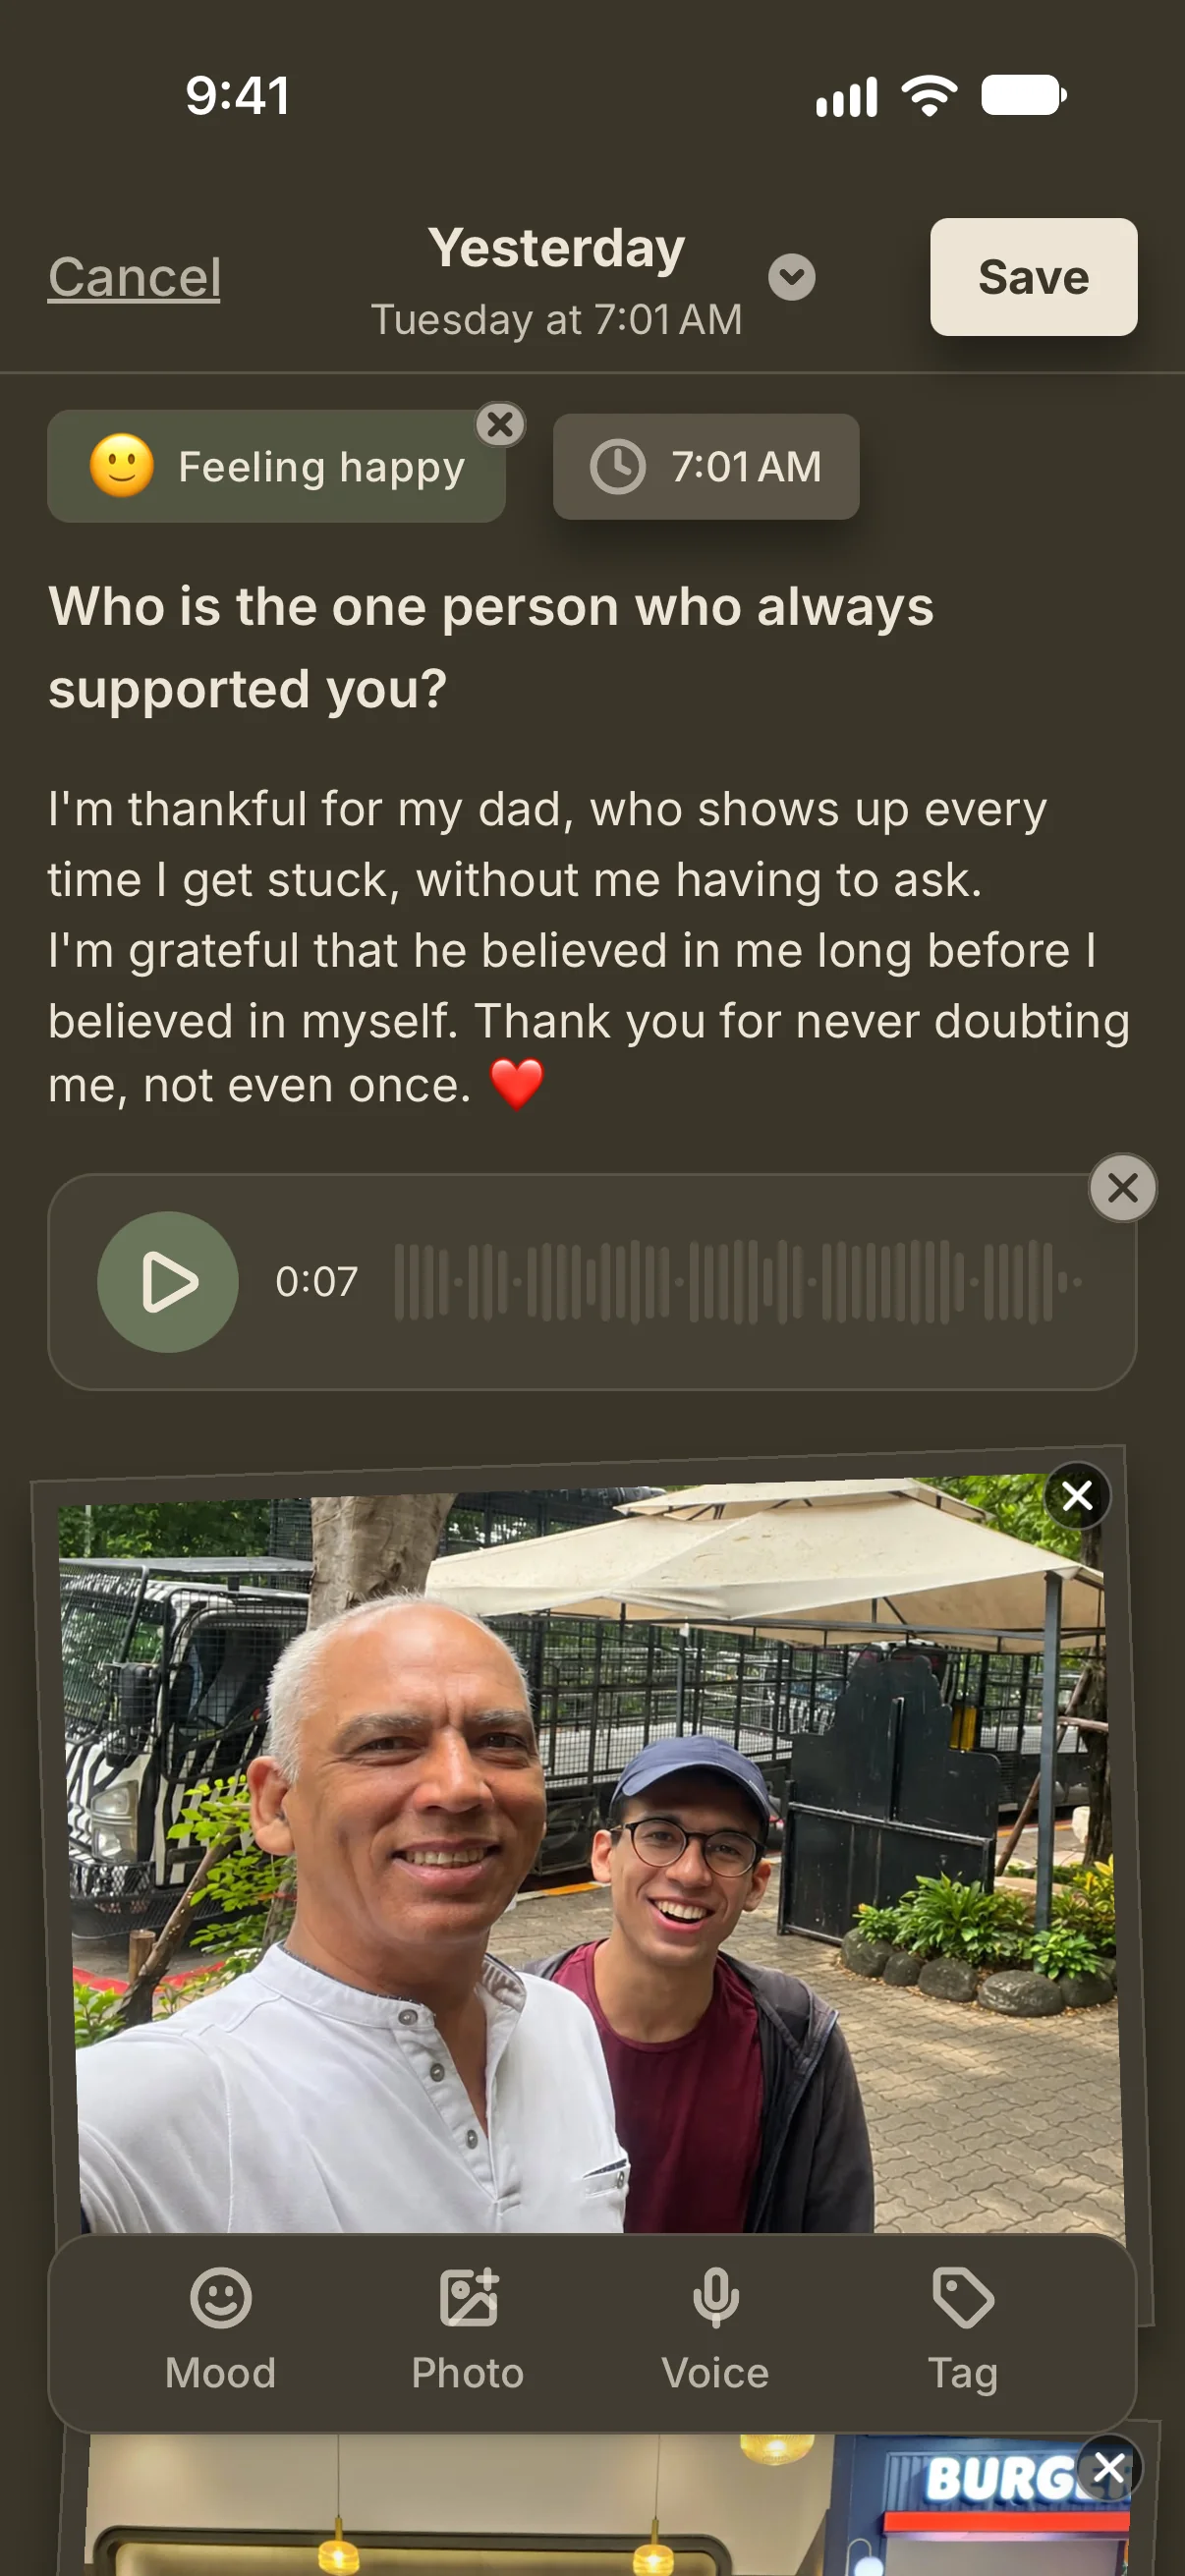 9:41
Cancel
Yesterday
Tuesday at 7:01 AM
Save
🙂 Feeling happy
7:01 AM
Who is the one person who always
supported you?
I'm thankful for my dad, who shows up every
time I get stuck, without me having to ask.
I'm grateful that he believed in me long before I
believed in myself. Thank you for never doubting
me, not even once. ❤️
0:07
Mood
Photo
Voice
Tag
BURGER